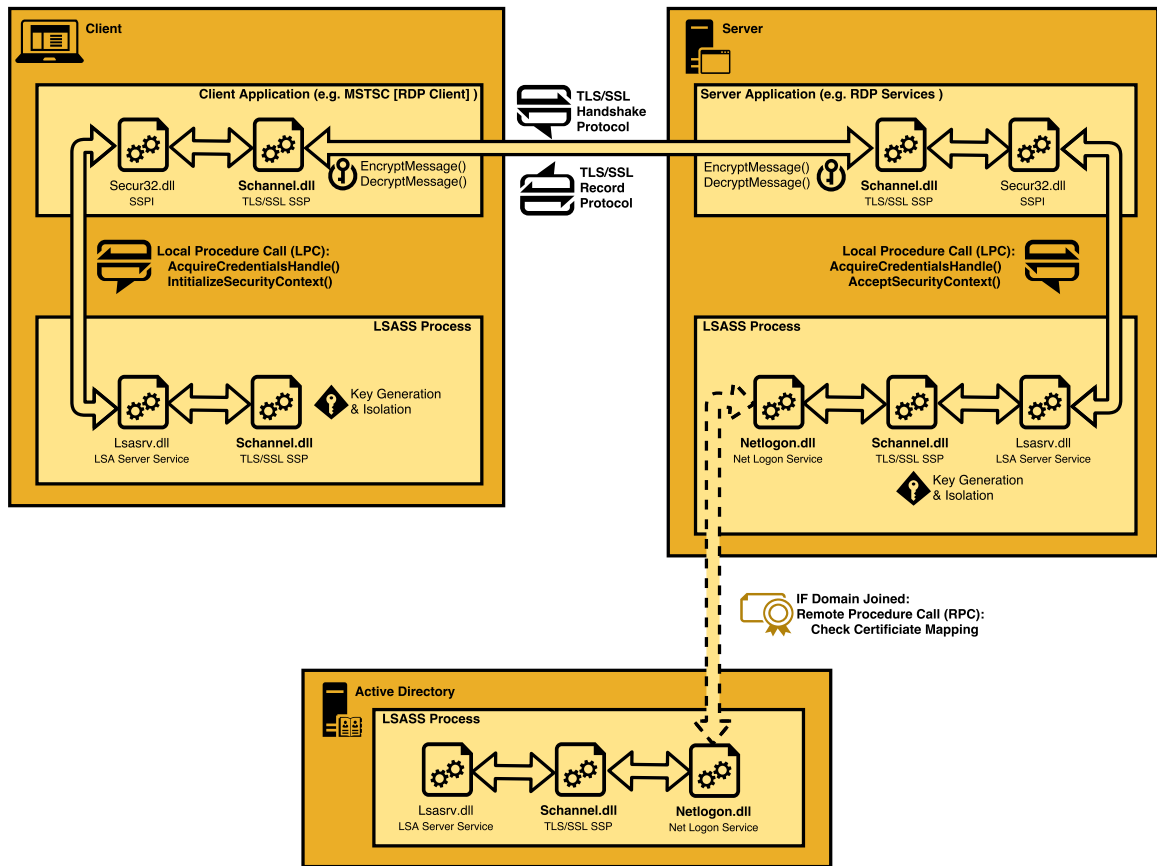 Client
Client Application (e.g. MSTSC [RDP Client] )
Secur32.dll
SSPI
Schannel.dll
TLS/SSL SSP
EncryptMessage()
DecryptMessage()
Local Procedure Call (LPC):
AcquireCredentialsHandle()
IntitializeSecurityContext()
LSASS Process
Lsasrv.dll
LSA Server Service
Schannel.dll
TLS/SSL SSP
Key Generation
& Isolation
TLS/SSL
Handshake
Protocol
TLS/SSL
Record
Protocol
Server
Server Application (e.g. RDP Services )
EncryptMessage()
DecryptMessage()
Schannel.dll
TLS/SSL SSP
Secur32.dll
SSPI
Local Procedure Call (LPC):
AcquireCredentialsHandle()
AcceptSecurityContext()
LSASS Process
Netlogon.dll
Net Logon Service
Schannel.dll
TLS/SSL SSP
Lsasrv.dll
LSA Server Service
Key Generation
& Isolation
IF Domain Joined:
Remote Procedure Call (RPC):
Check Certificiate Mapping
Active Directory
LSASS Process
Lsasrv.dll
LSA Server Service
Schannel.dll
TLS/SSL SSP
Netlogon.dll
Net Logon Service